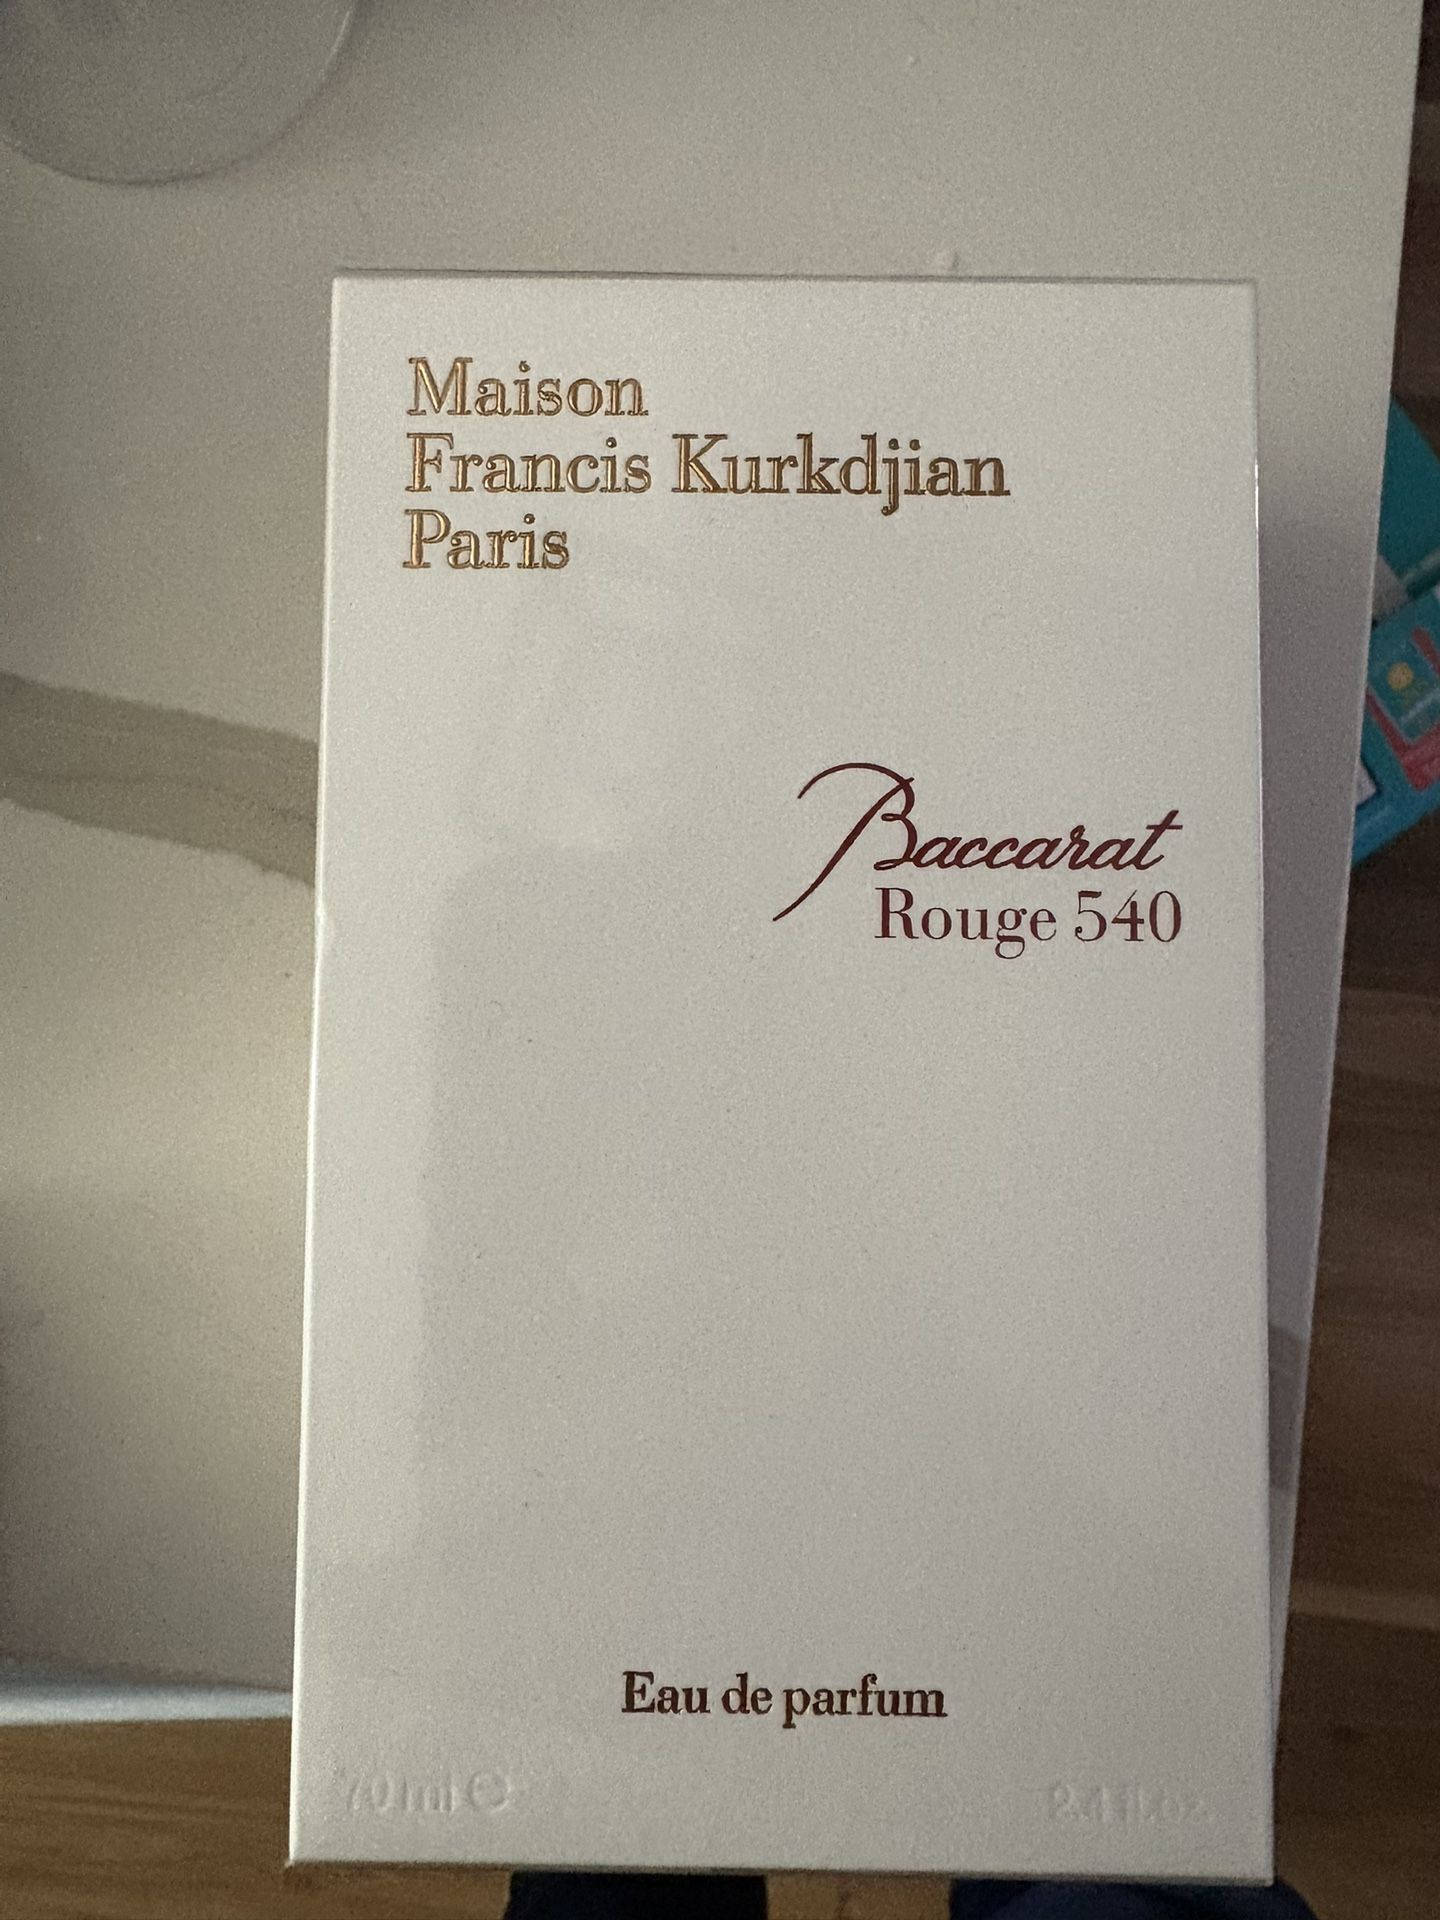 Maison
Francis Kurkdjian
Paris
Baccarat
Rouge 540
Eau de parfum